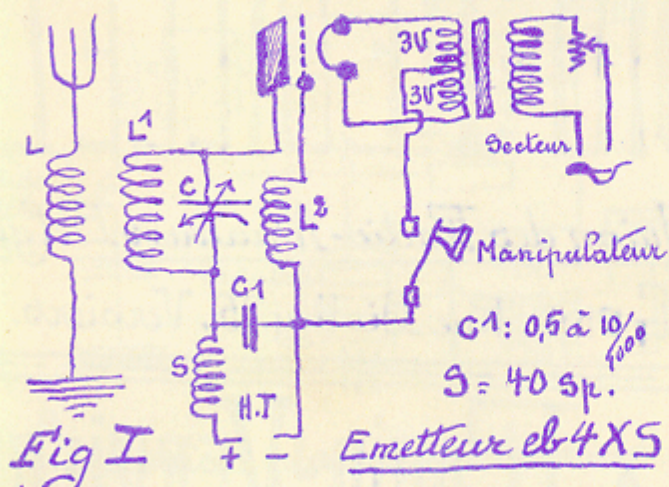 3V
L
L1
3V
Secteur
C
L2
Manipulateur
C1
C1: 0,5 à 10/1000
S
S = 40 Sp.
H.T
+ -
Fig I
Emetteur eb4XS